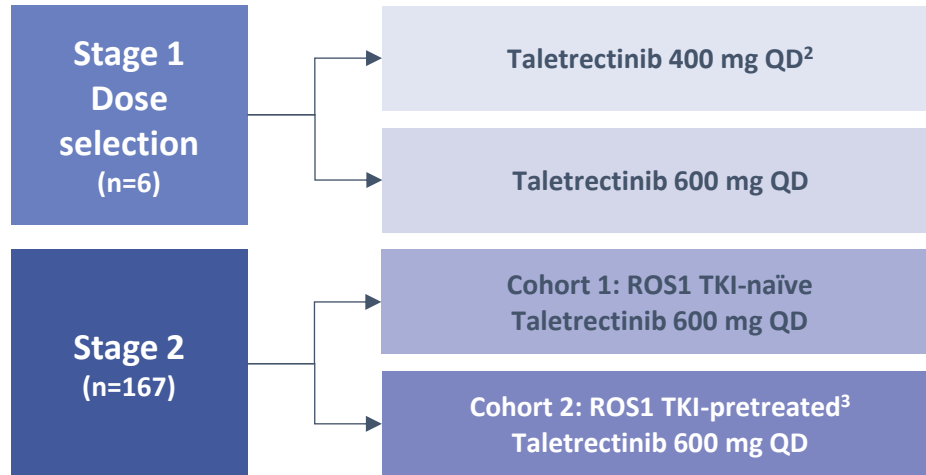 Stage 1
Dose
selection
(n=6)
Taletrectinib 400 mg QD²
Taletrectinib 600 mg QD
Stage 2
(n=167)
Cohort 1: ROS1 TKI-naïve
Taletrectinib 600 mg QD
Cohort 2: ROS1 TKI-pretreated³
Taletrectinib 600 mg QD